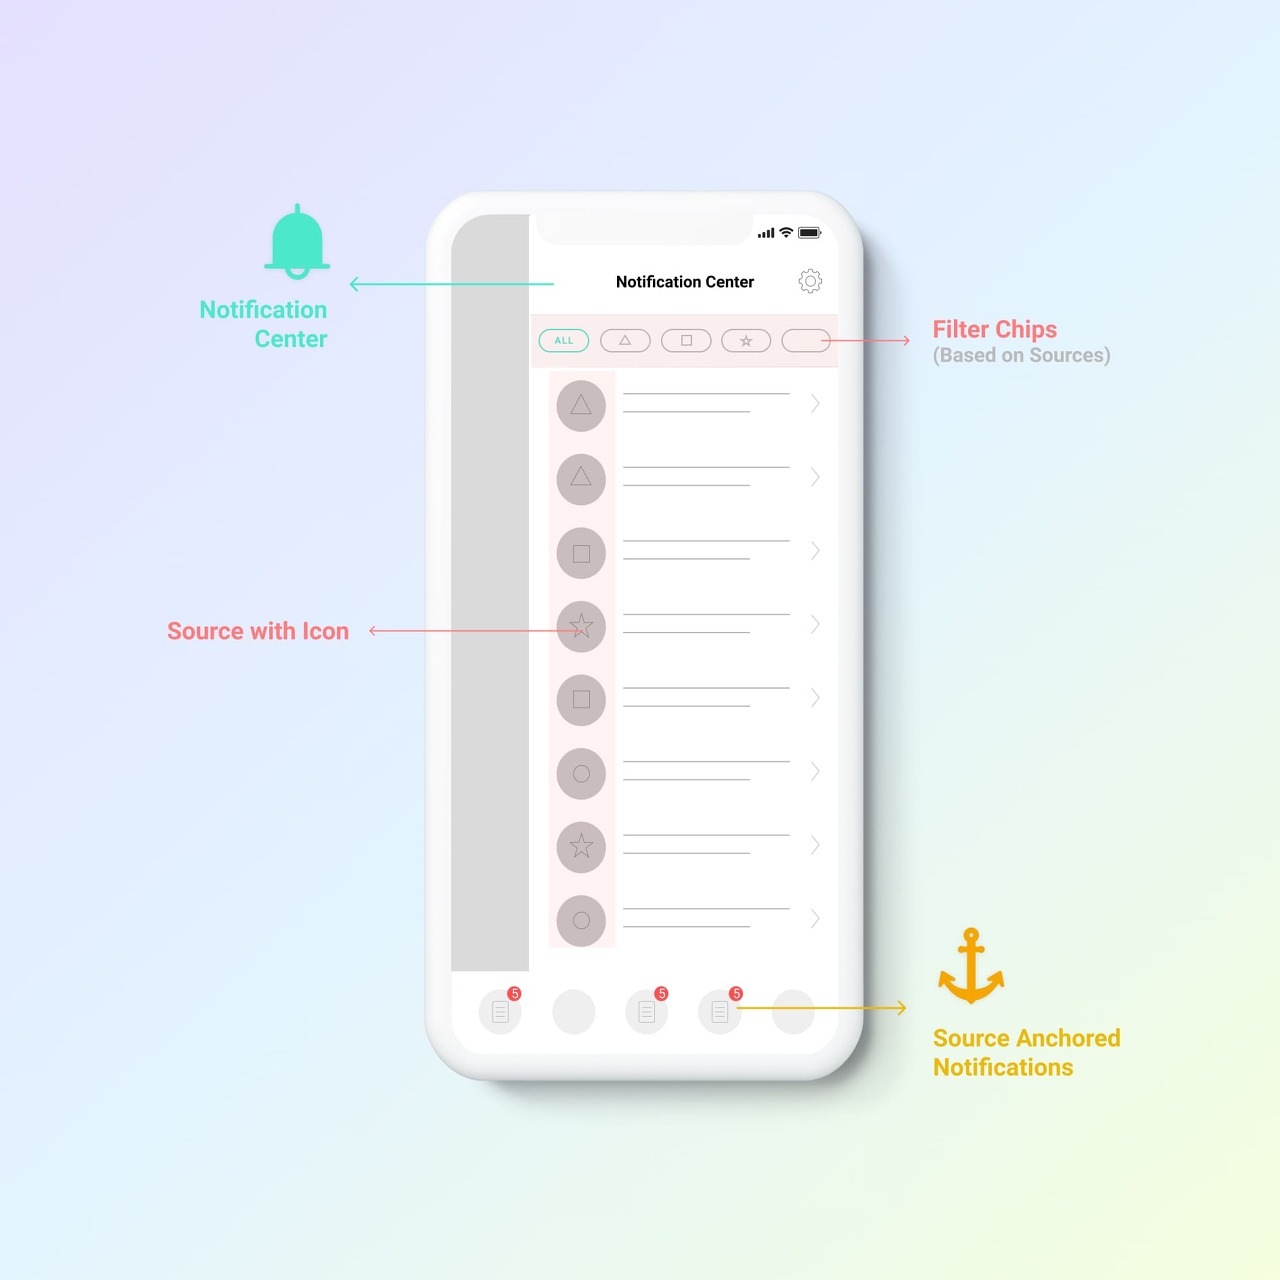 Notification Center
Notification
Center
ALL
Filter Chips
(Based on Sources)
Source with Icon
5
5
5
Source Anchored
Notifications